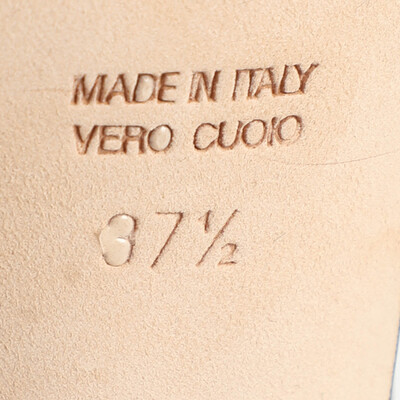 MADE IN ITALY
VERO CUOIO
37½